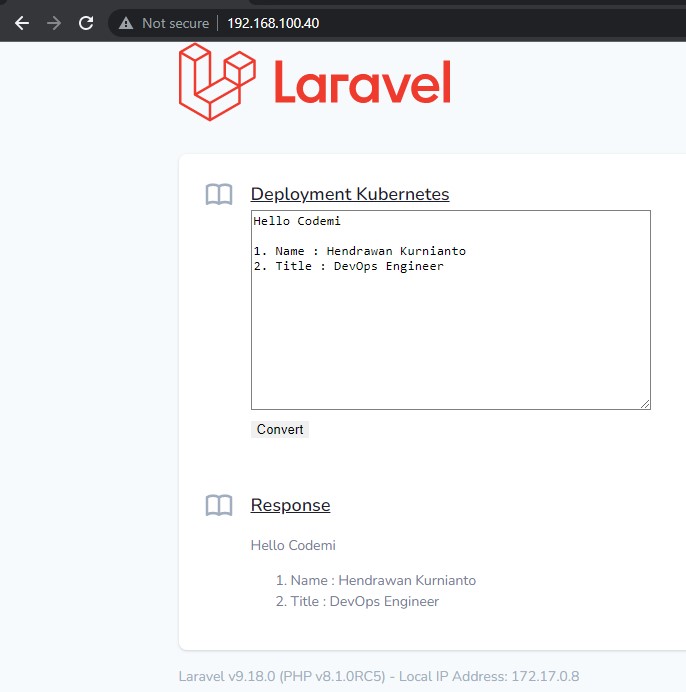 Not secure 192.168.100.40
Laravel
Deployment Kubernetes
Hello Codemi
1. Name : Hendrawan Kurnianto
2. Title : DevOps Engineer
Convert
Response
Hello Codemi
1. Name : Hendrawan Kurnianto
2. Title : DevOps Engineer
Laravel v9.18.0 (PHP v8.1.0RC5) - Local IP Address: 172.17.0.8